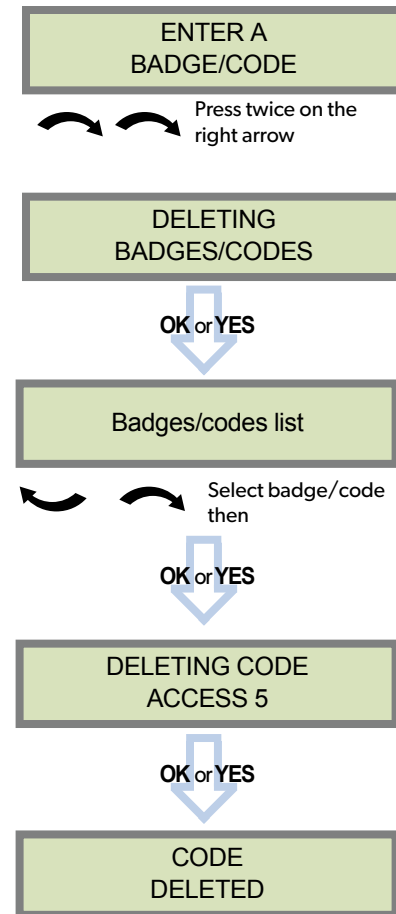 ENTER A
BADGE/CODE
Press twice on the
right arrow
DELETING
BADGES/CODES
OK or YES
Badges/codes list
Select badge/code
then
OK or YES
DELETING CODE
ACCESS 5
OK or YES
CODE
DELETED